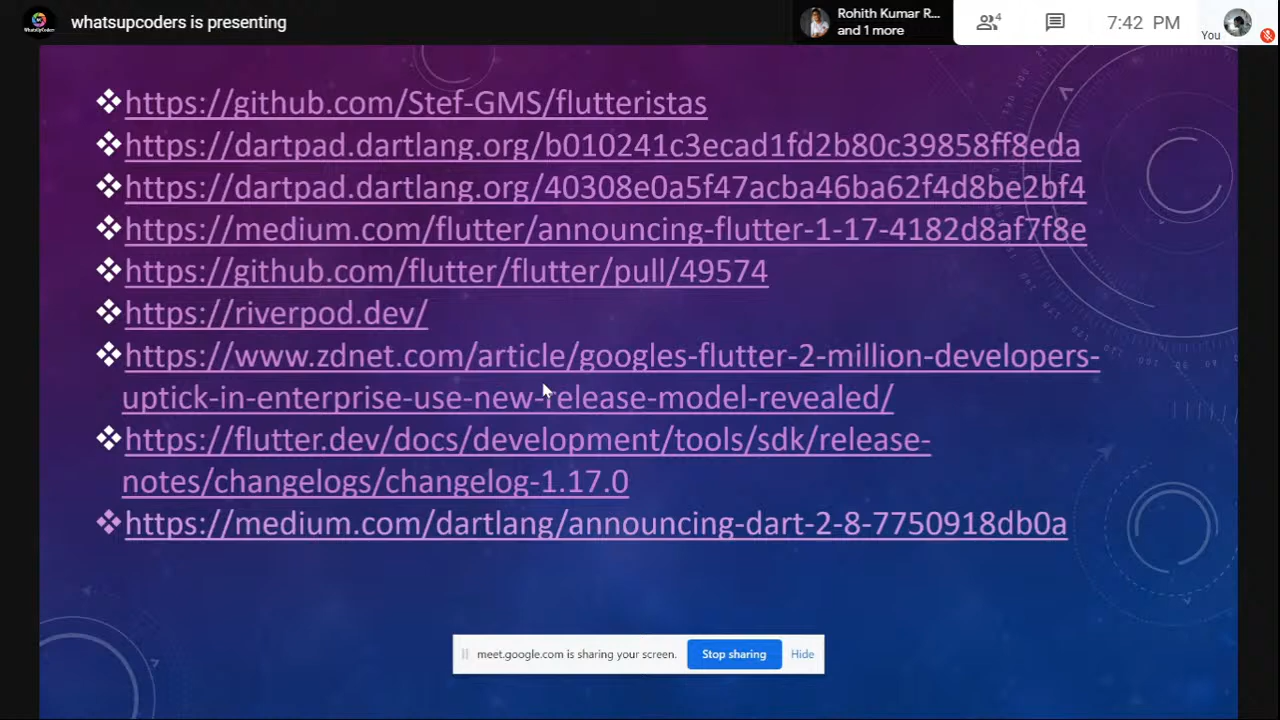 whatsupcoders is presenting
Rohith Kumar R...
and 1 more
4
7:42 PM
You
https://github.com/Stef-GMS/flutteristas
https://dartpad.dartlang.org/b010241c3ecad1fd2b80c39858ff8eda
https://dartpad.dartlang.org/40308e0a5f47acba46ba62f4d8be2bf4
https://medium.com/flutter/announcing-flutter-1-17-4182d8af7f8e
https://github.com/flutter/flutter/pull/49574
https://riverpod.dev/
https://www.zdnet.com/article/googles-flutter-2-million-developers-
uptick-in-enterprise-use-new-release-model-revealed/
https://flutter.dev/docs/development/tools/sdk/release-
notes/changelogs/changelog-1.17.0
https://medium.com/dartlang/announcing-dart-2-8-7750918db0a
meet.google.com is sharing your screen.
Stop sharing
Hide